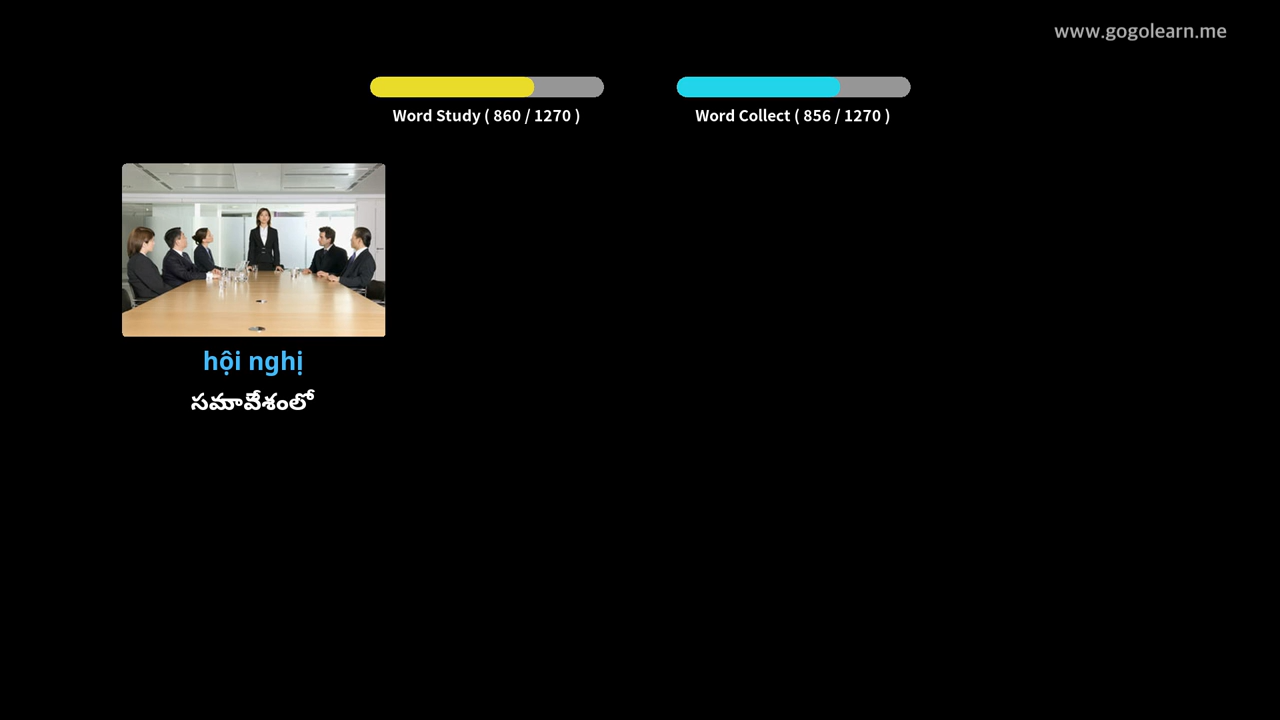 www.gogolearn.me
Word Study ( 860 / 1270 )
Word Collect ( 856 / 1270 )
hội nghị
సమావేశంలో